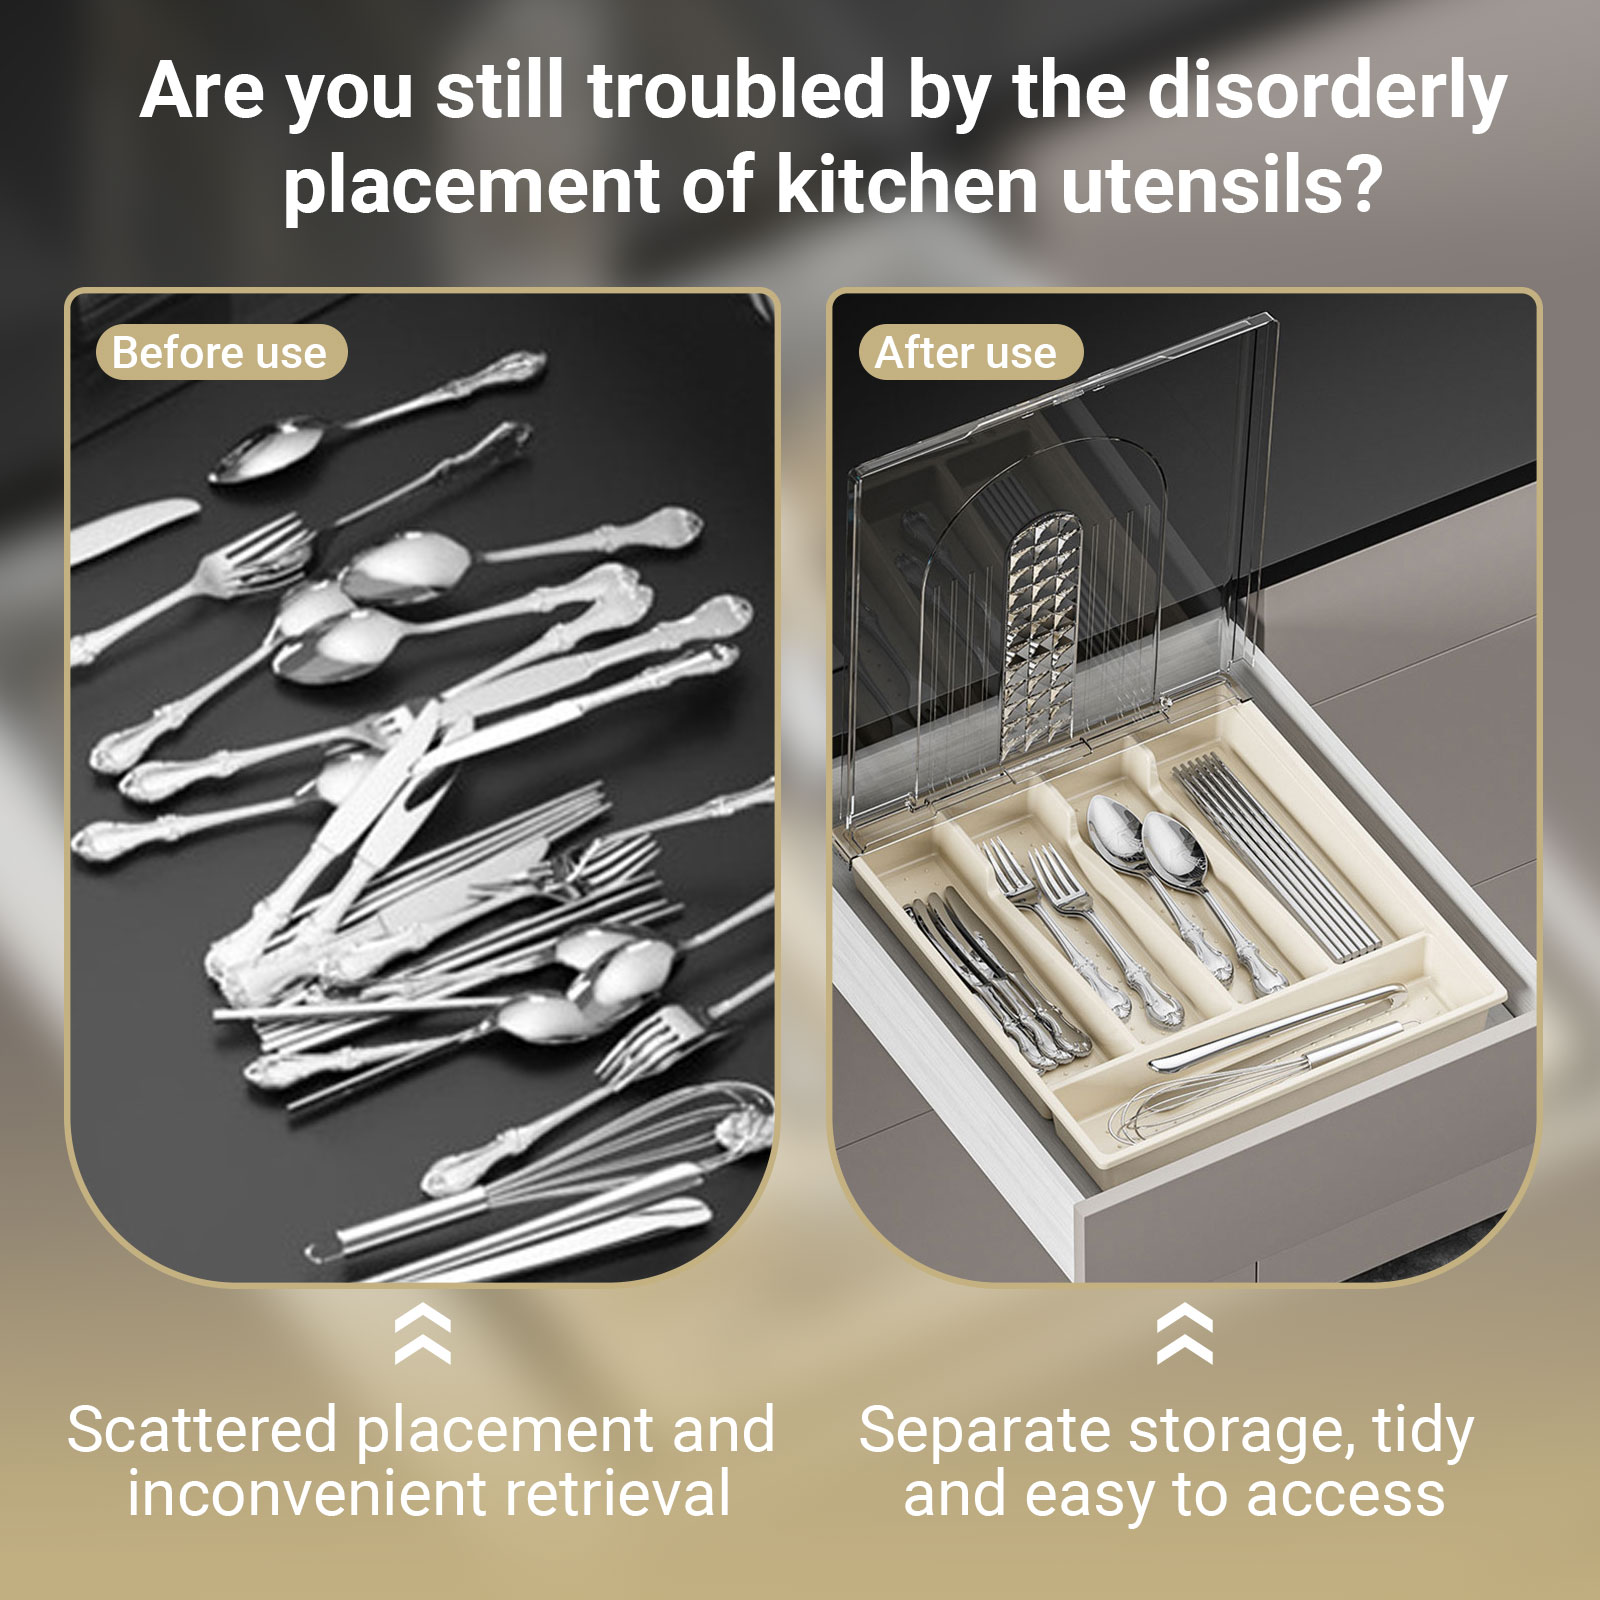 Are you still troubled by the disorderly
placement of kitchen utensils?
Before use
After use
Scattered placement and
inconvenient retrieval
Separate storage, tidy
and easy to access